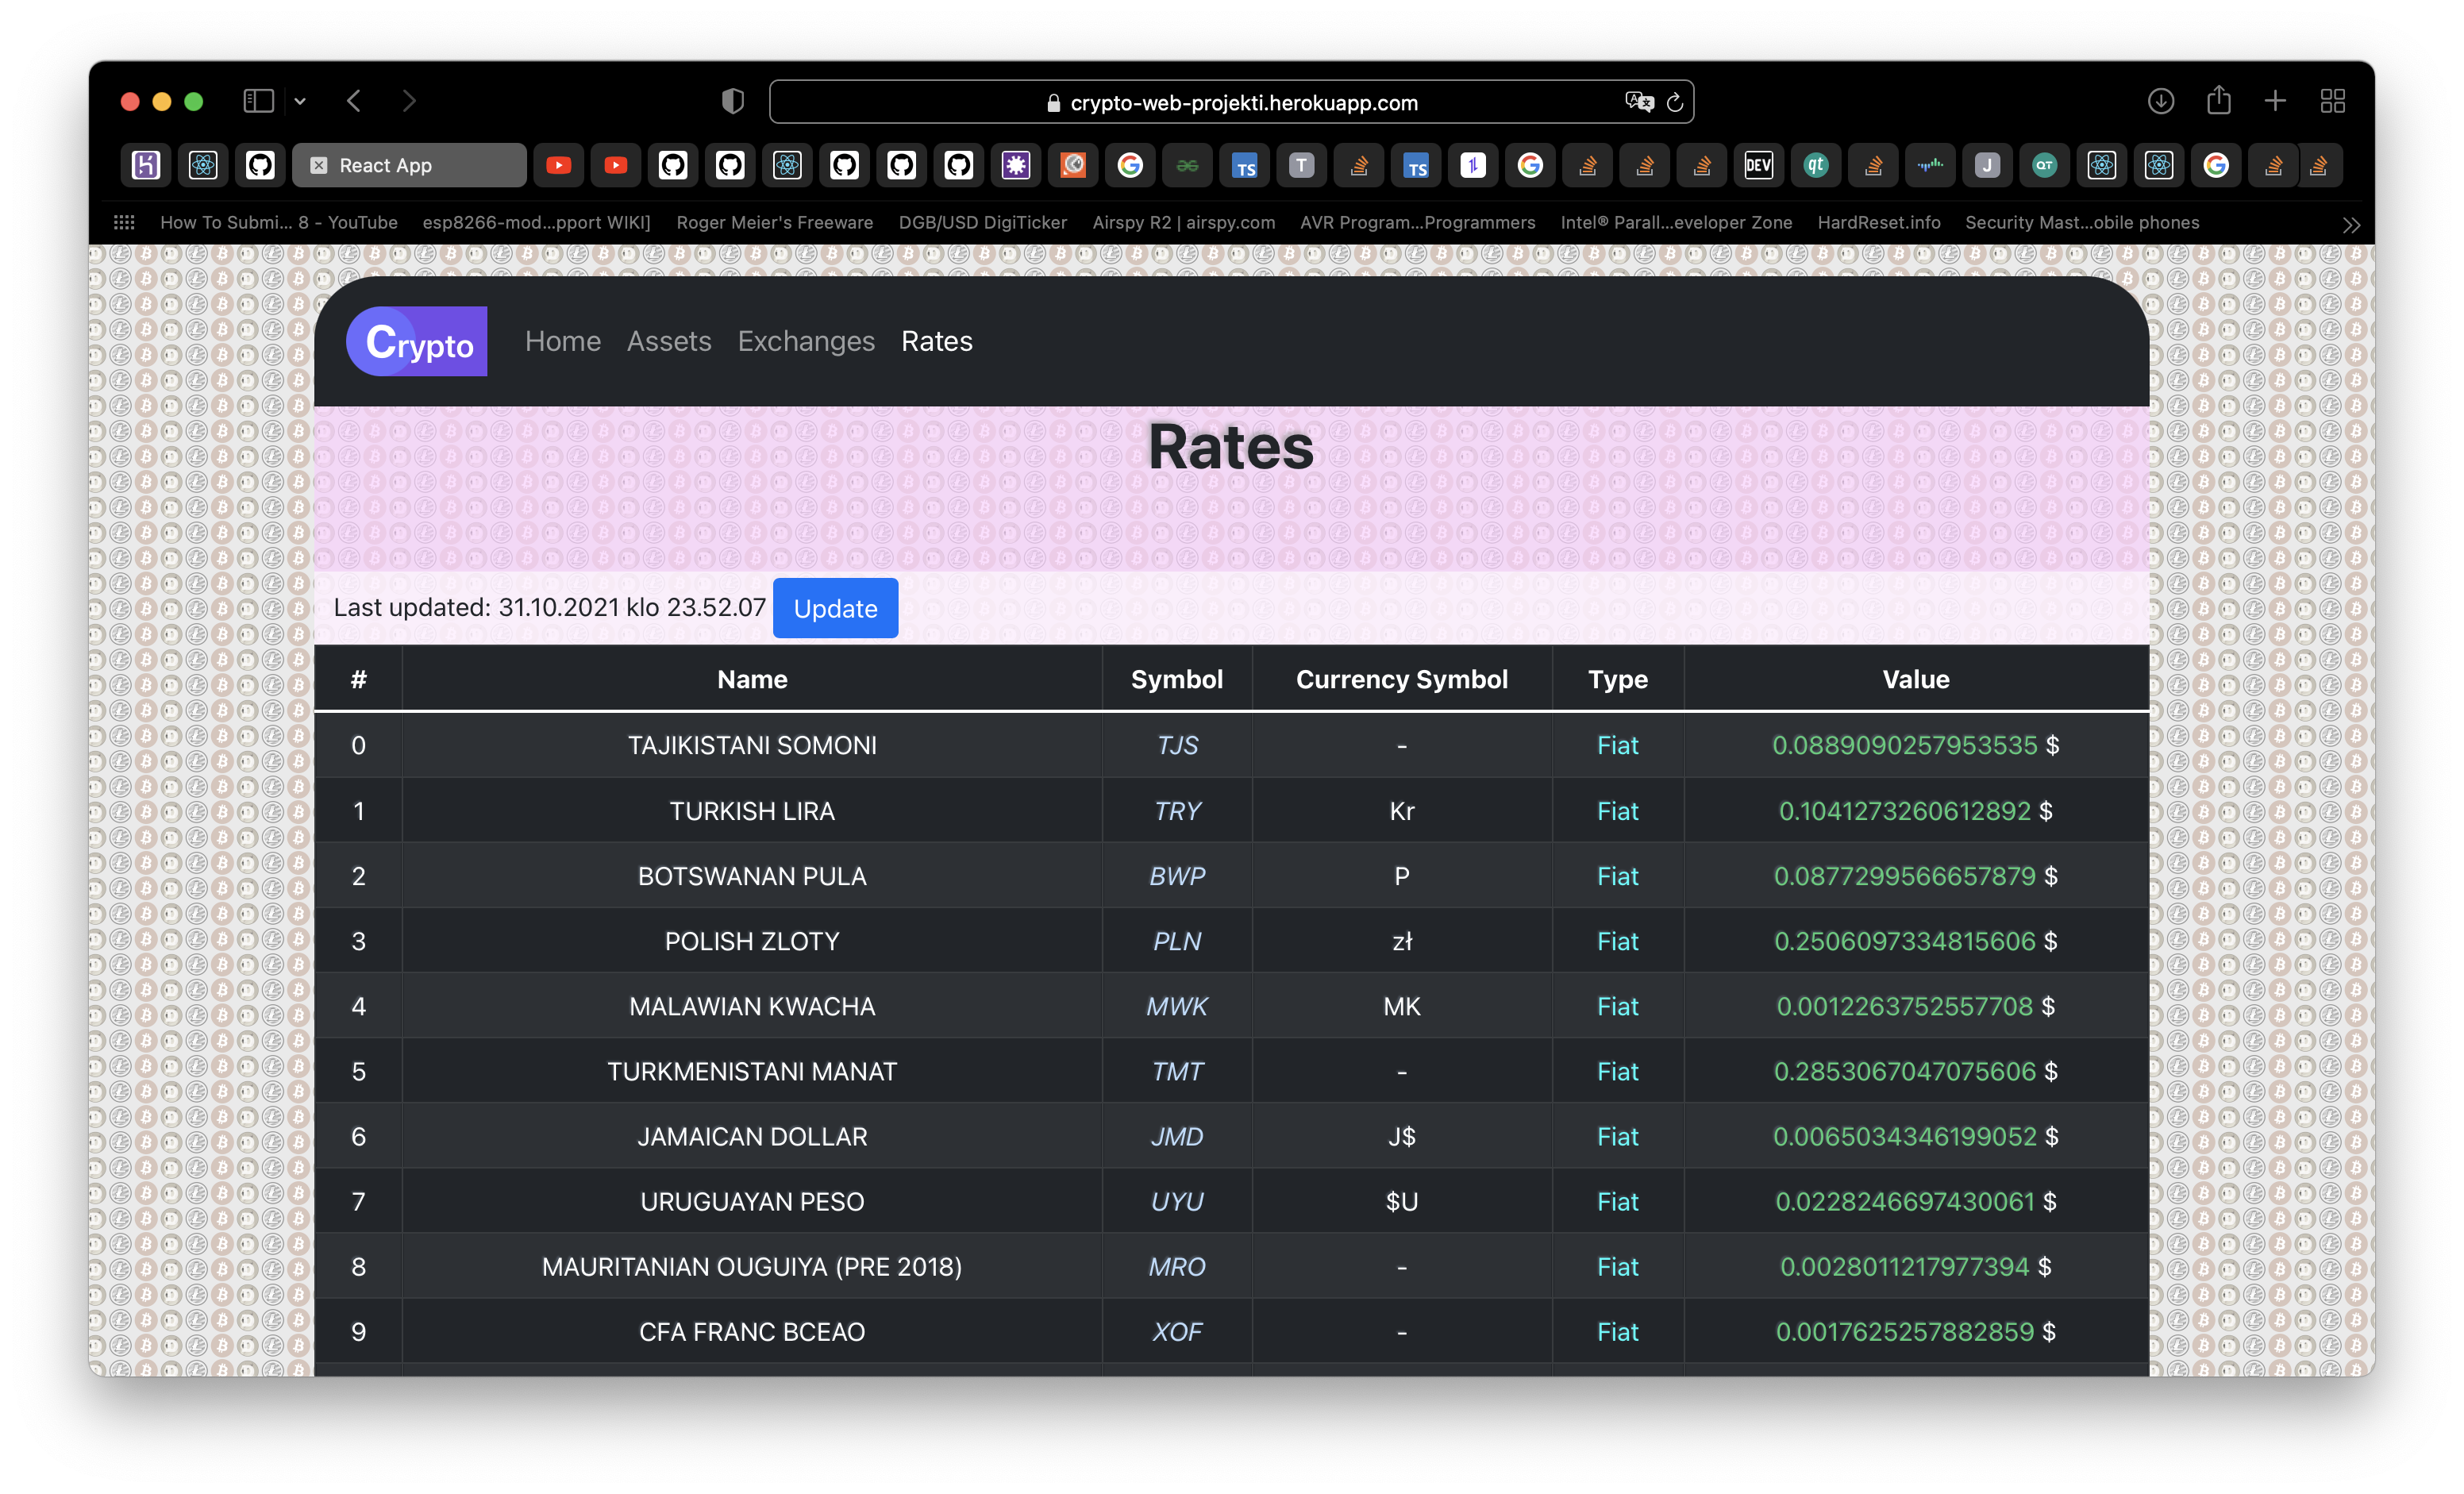 crypto-web-projekti.herokuapp.com
React App
How To Submi... 8 - YouTube esp8266-mod...pport WIKI] Roger Meier's Freeware DGB/USD DigiTicker Airspy R2 | airspy.com AVR Program...Programmers Intel® Parall...eveloper Zone HardReset.info Security Mast...obile phones
Crypto Home Assets Exchanges Rates
Rates
Last updated: 31.10.2021 klo 23.52.07 Update
# Name Symbol Currency Symbol Type Value
0 TAJIKISTANI SOMONI TJS - Fiat 0.0889090257953535 $
1 TURKISH LIRA TRY Kr Fiat 0.1041273260612892 $
2 BOTSWANAN PULA BWP P Fiat 0.0877299566657879 $
3 POLISH ZLOTY PLN zł Fiat 0.2506097334815606 $
4 MALAWIAN KWACHA MWK MK Fiat 0.0012263752557708 $
5 TURKMENISTANI MANAT TMT - Fiat 0.2853067047075606 $
6 JAMAICAN DOLLAR JMD J$ Fiat 0.0065034346199052 $
7 URUGUAYAN PESO UYU $U Fiat 0.0228246697430061 $
8 MAURITANIAN OUGUIYA (PRE 2018) MRO - Fiat 0.0028011217977394 $
9 CFA FRANC BCEAO XOF - Fiat 0.0017625257882859 $